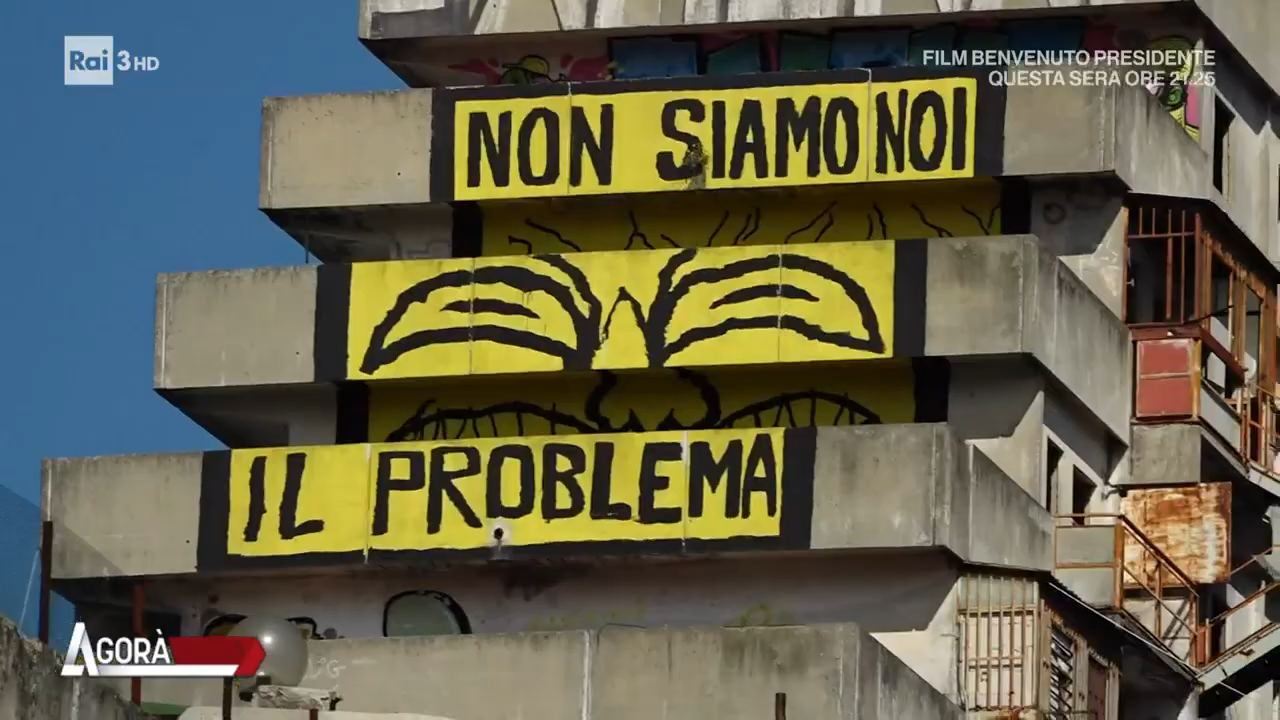 Rai 3HD
FILM BENVENUTO PRESIDENTE
QUESTA SERA ORE 21.25
NON SIAMO NOI
IL PROBLEMA
AGORÀ